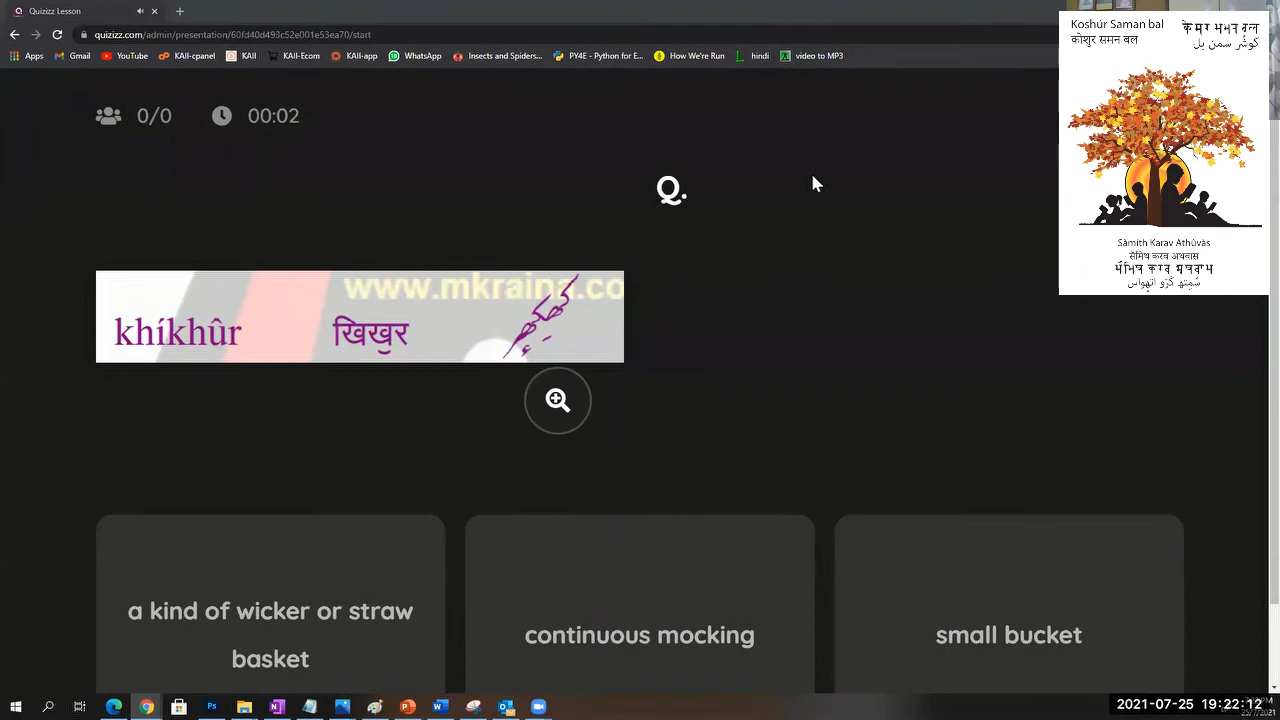 Quizizz Lesson
quizizz.com/admin/presentation/60fd40d493c52e001e53ea70/start
Apps Gmail YouTube KAII-cpanel KAII KAII-Ecom KAII-app WhatsApp Insects and Spiders... PY4E - Python for E... How We're Run hindi video to MP3
Koshúr Saman bal
कोशुर समन बल
کوشُر سمن بل
0/0 00:02
Q.
khíkhûr खिखु॒र
Sâmith Karav Athûvâs
a kind of wicker or straw
basket
continuous mocking
small bucket
2021-07-25 19:22:12